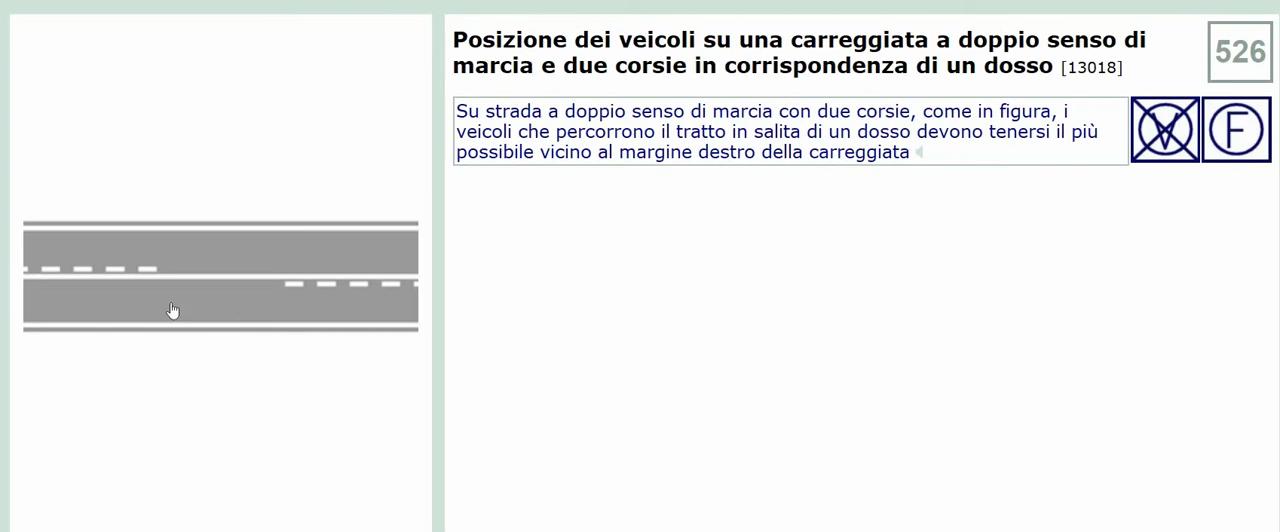 Posizione dei veicoli su una carreggiata a doppio senso di
marcia e due corsie in corrispondenza di un dosso [13018]
526
Su strada a doppio senso di marcia con due corsie, come in figura, i
veicoli che percorrono il tratto in salita di un dosso devono tenersi il più
possibile vicino al margine destro della carreggiata
V F